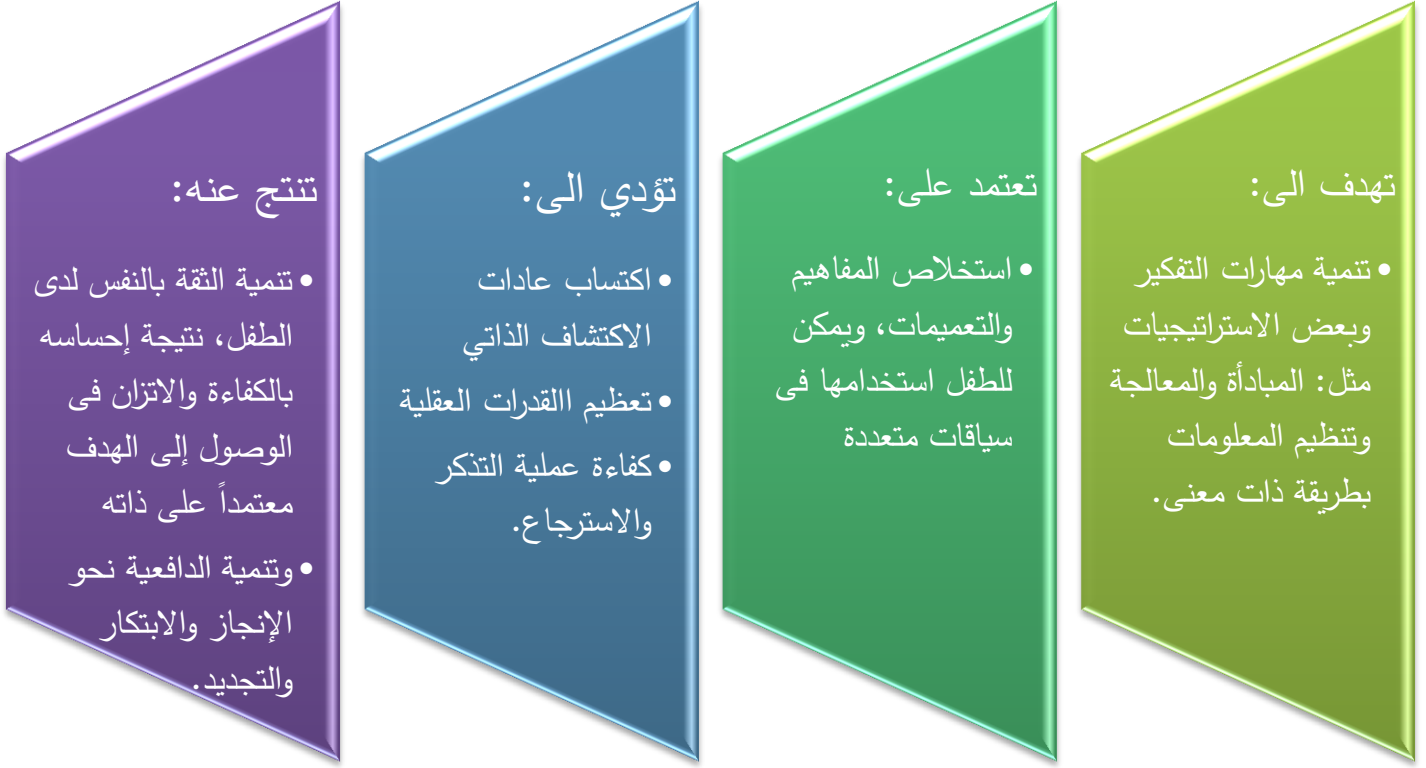 تهدف الى:
• تنمية مهارات التفكير
وبعض الاستراتيجيات
مثل: المبادأة والمعالجة
وتنظيم المعلومات
بطريقة ذات معنى.
تعتمد على:
• استخلاص المفاهيم
والتعميمات، ويمكن
للطفل استخدامها فى
سياقات متعددة
تؤدي الى:
• اكتساب عادات
الاكتشاف الذاتي
• تعظيم االقدرات العقلية
• كفاءة عملية التذكر
والاسترجاع.
تنتج عنه:
• تنمية الثقة بالنفس لدى
الطفل، نتيجة إحساسه
بالكفاءة والاتزان فى
الوصول إلى الهدف
معتمداً على ذاته
• وتنمية الدافعية نحو
الإنجاز والابتكار
والتجديد.